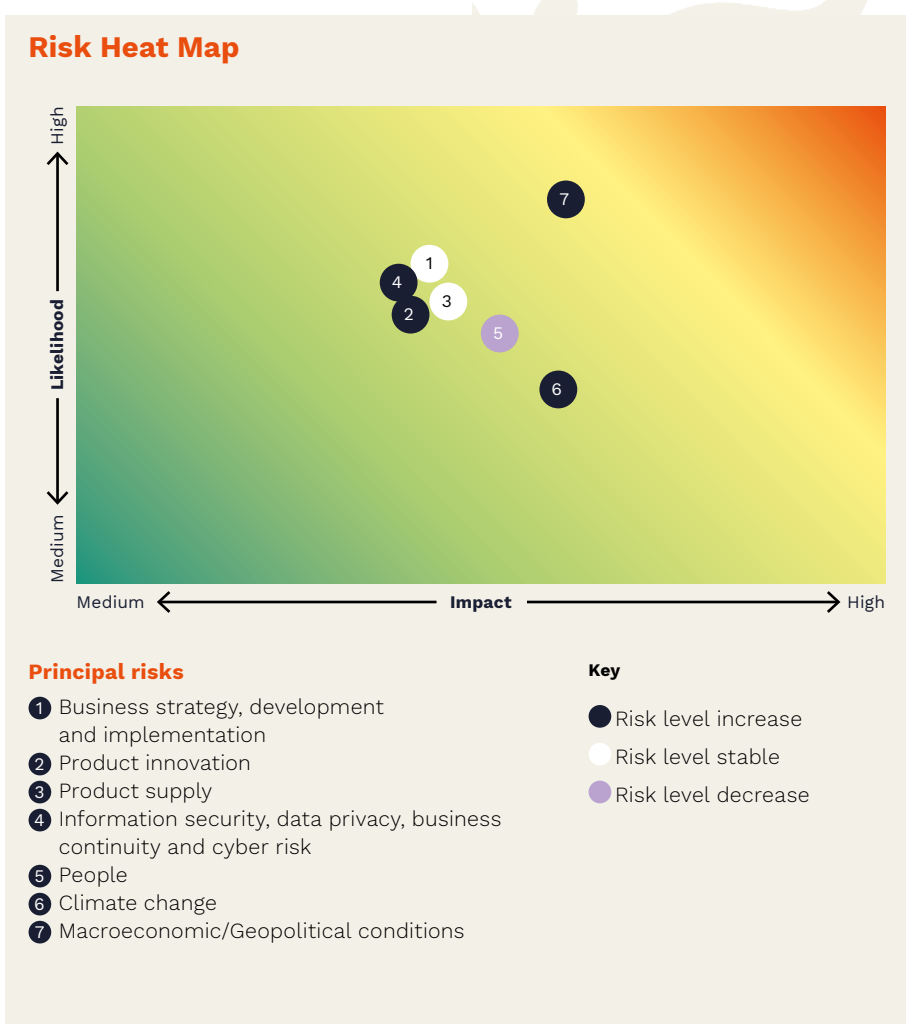 Risk Heat Map
High
Likelihood
Medium
7
1
4
3
2
5
6
Medium
Impact
High
Principal risks
1 Business strategy, development
and implementation
2 Product innovation
3 Product supply
4 Information security, data privacy, business
continuity and cyber risk
5 People
6 Climate change
7 Macroeconomic/Geopolitical conditions
Key
Risk level increase
Risk level stable
Risk level decrease